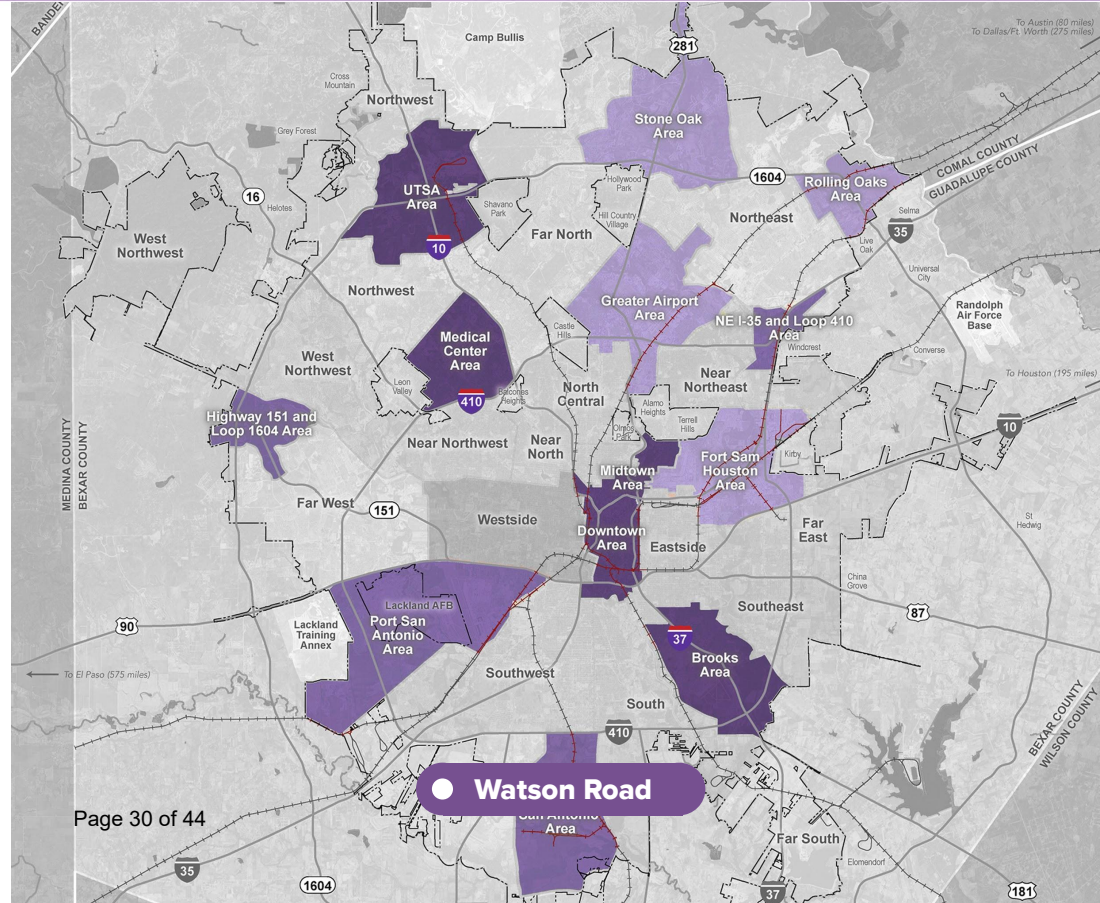 BANDE
Camp Bullis
To Austin (80 miles)
To Dallas/Ft. Worth (275 miles)
281
Cross
Mountain
Northwest
Stone Oak
Area
Grey Forest
COMAL COUNTY
GUADALUPE COUNTY
1604
Rolling Oaks
Area
Hollywood
Park
UTSA
Area
16
Helotes
Shavano
Park
Hill Country
Village
Northeast
Selma
35
West
Northwest
Far North
10
Live
Oak
Universal
City
Northwest
Greater Airport
Area
Randolph
Air Force
Base
NE I-35 and Loop 410
Area
Castle
Hills
Medical
Center
Area
Windcrest
Converse
West
Northwest
To Houston (195 miles)
Near
Northeast
Leon
Valley
North
Central
410
Balcones
Heights
Alamo
Heights
Highway 151 and
Loop 1604 Area
Terrell
Hills
10
Olmos
Park
Near Northwest
Near
North
MEDINA COUNTY
BEXAR COUNTY
Fort Sam
Houston
Area
Kirby
Midtown
Area
Far West
151
Westside
Downtown
Area
Eastside
Far
East
St
Hedwig
China
Grove
Lackland AFB
Southeast
87
90
Lackland
Training
Annex
Port San
Antonio
Area
37
Brooks
Area
To El Paso (575 miles)
Southwest
South
BEXAR COUNTY
WILSON COUNTY
410
Watson Road
Page 30 of 44
San Antonio
Area
Far South
Elomendorf
35
1604
37
181